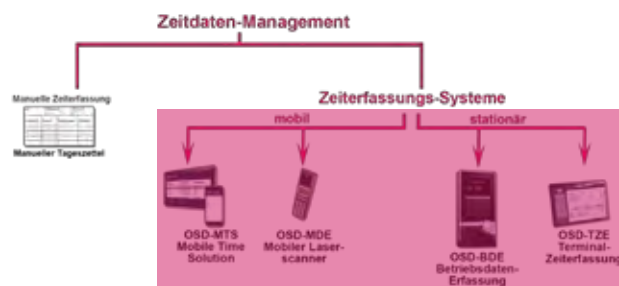 Zeitdaten-Management
Manuelle Zeiterfassung
Manueller Tageszettel
Zeiterfassungs-Systeme
mobil
stationär
OSD-MTS
Mobile Time
Solution
OSD-MDE
Mobiler Laser-
scanner
OSD-BDE
Betriebsdaten-
Erfassung
OSD-TZE
Terminal-
Zeiterfassung